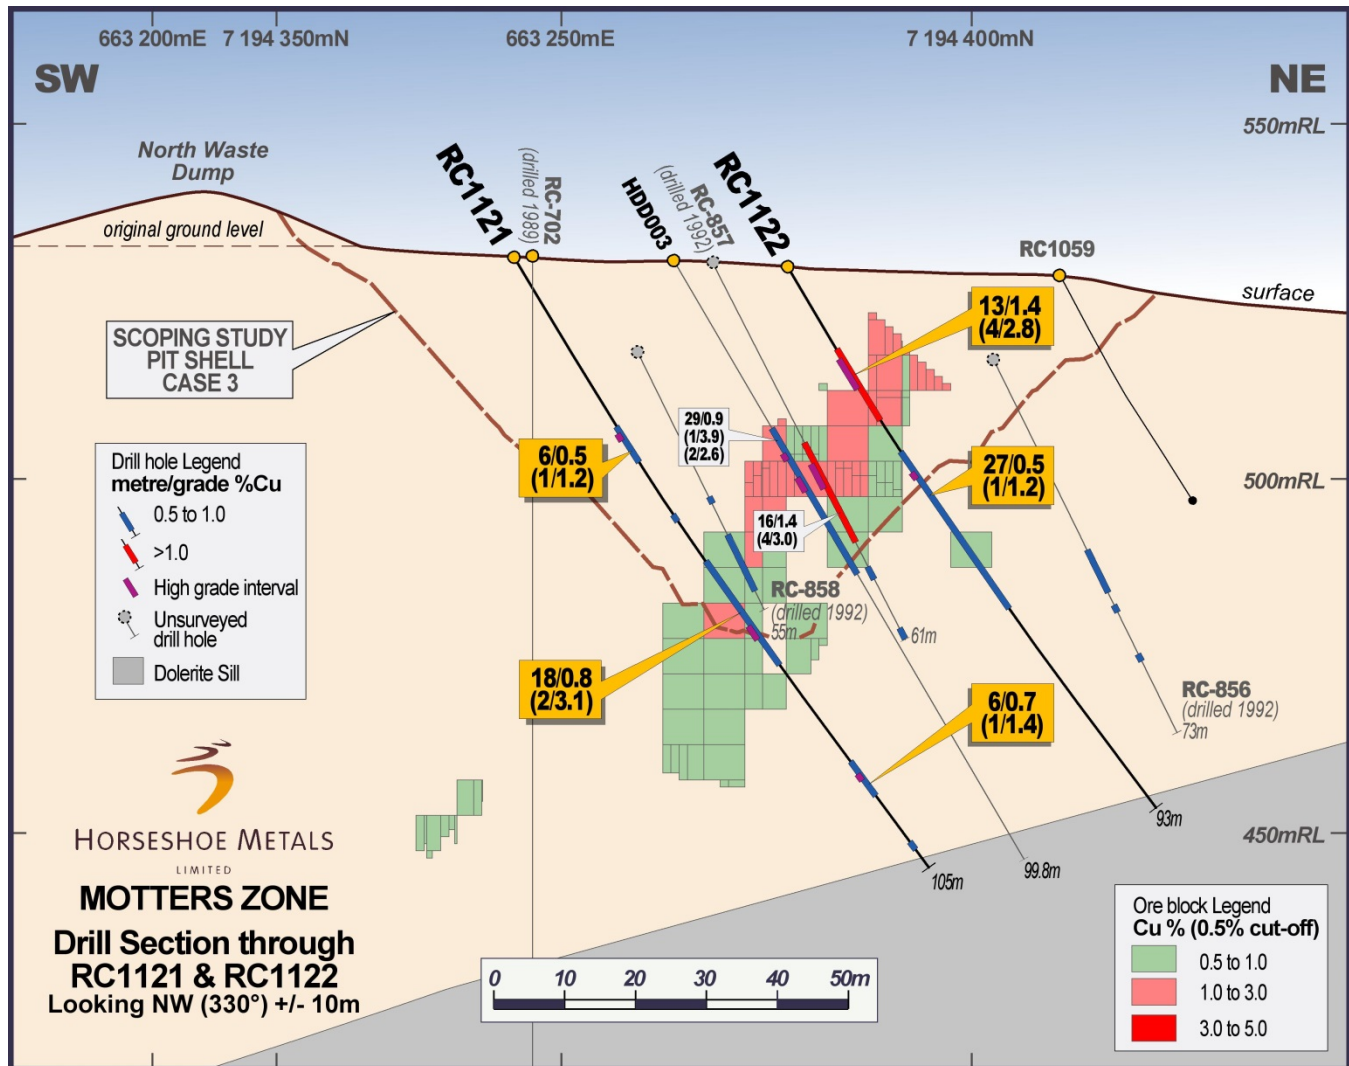 663 200mE
7 194 350mN
663 250mE
7 194 400mN
SW
NE
550mRL
North Waste
Dump
original ground level
RC1121
RC-702
(drilled 1989)
HDD003
RC-857
(drilled 1992)
RC1122
RC1059
surface
SCOPING STUDY
PIT SHELL
CASE 3
13/1.4
(4/2.8)
29/0.9
(1/3.9)
(2/2.6)
6/0.5
(1/1.2)
27/0.5
(1/1.2)
500mRL
16/1.4
(4/3.0)
Drill hole Legend
metre/grade %Cu
0.5 to 1.0
>1.0
High grade interval
Unsurveyed
drill hole
Dolerite Sill
RC-858
(drilled 1992)
55m
61m
18/0.8
(2/3.1)
6/0.7
(1/1.4)
RC-856
(drilled 1992)
73m
93m
450mRL
99.8m
105m
HORSESHOE METALS
LIMITED
MOTTERS ZONE
Drill Section through
RC1121 & RC1122
Looking NW (330°) +/- 10m
0 10 20 30 40 50m
Ore block Legend
Cu % (0.5% cut-off)
0.5 to 1.0
1.0 to 3.0
3.0 to 5.0